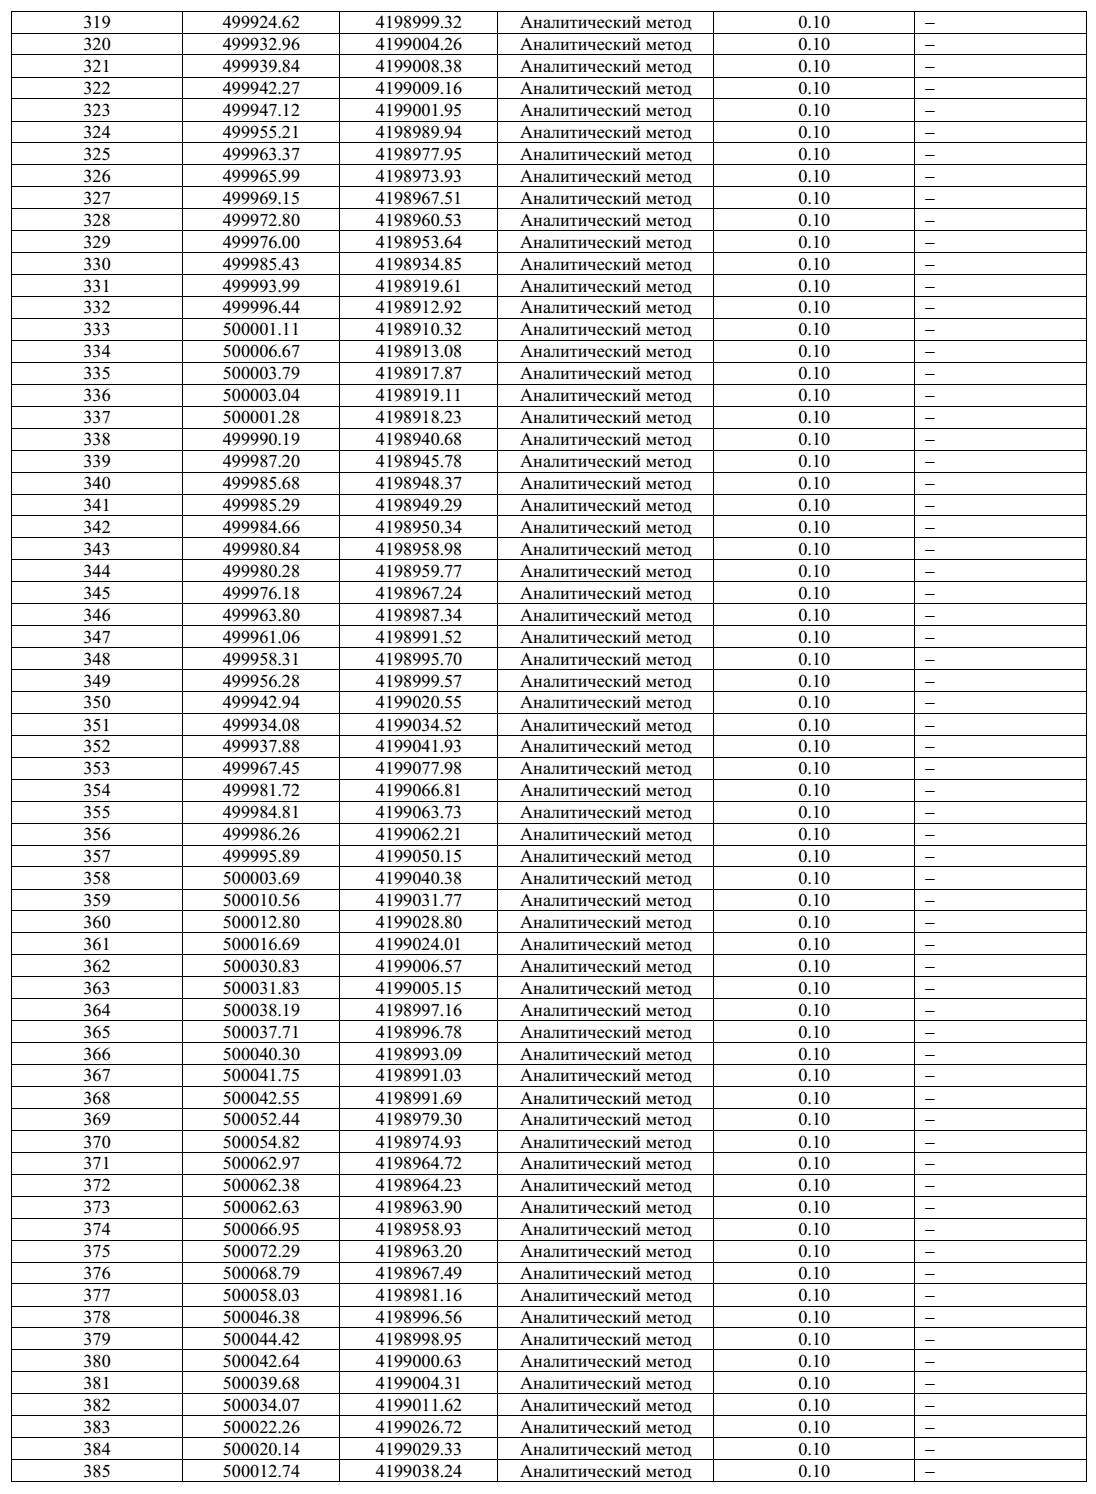 319 499924.62 4198999.32 Аналитический метод 0.10 –
320 499932.96 4199004.26 Аналитический метод 0.10 –
321 499939.84 4199008.38 Аналитический метод 0.10 –
322 499942.27 4199009.16 Аналитический метод 0.10 –
323 499947.12 4199001.95 Аналитический метод 0.10 –
324 499955.21 4198989.94 Аналитический метод 0.10 –
325 499963.37 4198977.95 Аналитический метод 0.10 –
326 499965.99 4198973.93 Аналитический метод 0.10 –
327 499969.15 4198967.51 Аналитический метод 0.10 –
328 499972.80 4198960.53 Аналитический метод 0.10 –
329 499976.00 4198953.64 Аналитический метод 0.10 –
330 499985.43 4198934.85 Аналитический метод 0.10 –
331 499993.99 4198919.61 Аналитический метод 0.10 –
332 499996.44 4198912.92 Аналитический метод 0.10 –
333 500001.11 4198910.32 Аналитический метод 0.10 –
334 500006.67 4198913.08 Аналитический метод 0.10 –
335 500003.79 4198917.87 Аналитический метод 0.10 –
336 500003.04 4198919.11 Аналитический метод 0.10 –
337 500001.28 4198918.23 Аналитический метод 0.10 –
338 499990.19 4198940.68 Аналитический метод 0.10 –
339 499987.20 4198945.78 Аналитический метод 0.10 –
340 499985.68 4198948.37 Аналитический метод 0.10 –
341 499985.29 4198949.29 Аналитический метод 0.10 –
342 499984.66 4198950.34 Аналитический метод 0.10 –
343 499980.84 4198958.98 Аналитический метод 0.10 –
344 499980.28 4198959.77 Аналитический метод 0.10 –
345 499976.18 4198967.24 Аналитический метод 0.10 –
346 499963.80 4198987.34 Аналитический метод 0.10 –
347 499961.06 4198991.52 Аналитический метод 0.10 –
348 499958.31 4198995.70 Аналитический метод 0.10 –
349 499956.28 4198999.57 Аналитический метод 0.10 –
350 499942.94 4199020.55 Аналитический метод 0.10 –
351 499934.08 4199034.52 Аналитический метод 0.10 –
352 499937.88 4199041.93 Аналитический метод 0.10 –
353 499967.45 4199077.98 Аналитический метод 0.10 –
354 499981.72 4199066.81 Аналитический метод 0.10 –
355 499984.81 4199063.73 Аналитический метод 0.10 –
356 499986.26 4199062.21 Аналитический метод 0.10 –
357 499995.89 4199050.15 Аналитический метод 0.10 –
358 500003.69 4199040.38 Аналитический метод 0.10 –
359 500010.56 4199031.77 Аналитический метод 0.10 –
360 500012.80 4199028.80 Аналитический метод 0.10 –
361 500016.69 4199024.01 Аналитический метод 0.10 –
362 500030.83 4199006.57 Аналитический метод 0.10 –
363 500031.83 4199005.15 Аналитический метод 0.10 –
364 500038.19 4198997.16 Аналитический метод 0.10 –
365 500037.71 4198996.78 Аналитический метод 0.10 –
366 500040.30 4198993.09 Аналитический метод 0.10 –
367 500041.75 4198991.03 Аналитический метод 0.10 –
368 500042.55 4198991.69 Аналитический метод 0.10 –
369 500052.44 4198979.30 Аналитический метод 0.10 –
370 500054.82 4198974.93 Аналитический метод 0.10 –
371 500062.97 4198964.72 Аналитический метод 0.10 –
372 500062.38 4198964.23 Аналитический метод 0.10 –
373 500062.63 4198963.90 Аналитический метод 0.10 –
374 500066.95 4198958.93 Аналитический метод 0.10 –
375 500072.29 4198963.20 Аналитический метод 0.10 –
376 500068.79 4198967.49 Аналитический метод 0.10 –
377 500058.03 4198981.16 Аналитический метод 0.10 –
378 500046.38 4198996.56 Аналитический метод 0.10 –
379 500044.42 4198998.95 Аналитический метод 0.10 –
380 500042.64 4199000.63 Аналитический метод 0.10 –
381 500039.68 4199004.31 Аналитический метод 0.10 –
382 500034.07 4199011.62 Аналитический метод 0.10 –
383 500022.26 4199026.72 Аналитический метод 0.10 –
384 500020.14 4199029.33 Аналитический метод 0.10 –
385 500012.74 4199038.24 Аналитический метод 0.10 –